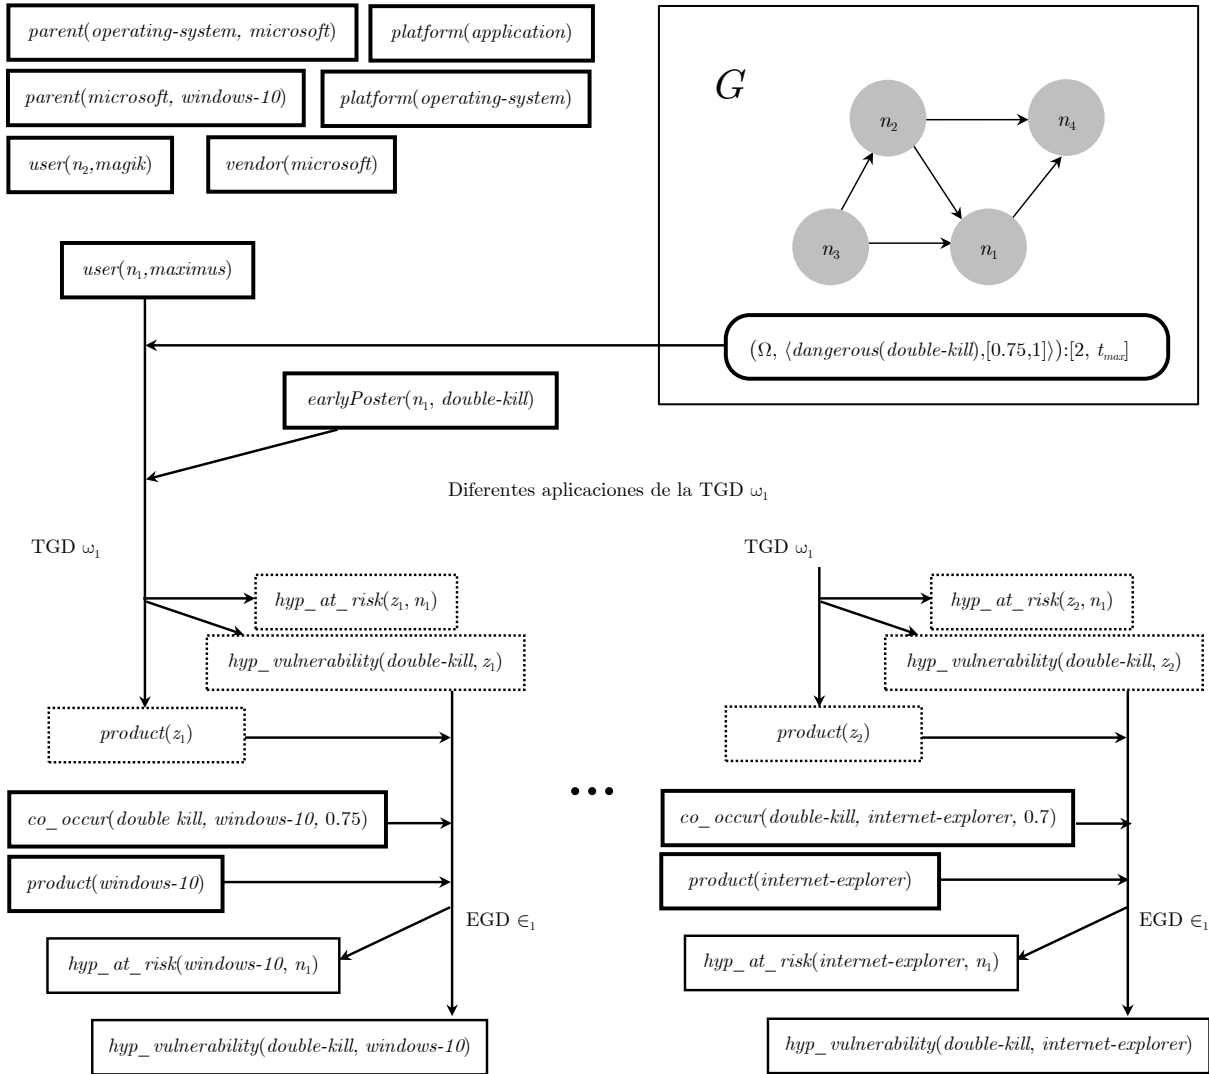 parent(operating-system, microsoft)
platform(application)
parent(microsoft, windows-10)
platform(operating-system)
user(n₂,magik)
vendor(microsoft)
G
n₂
n₄
n₃
n₁
user(n₁,maximus)
(Ω, ⟨dangerous(double-kill),[0.75,1]⟩):[2, tₘₐₓ]
earlyPoster(n₁, double-kill)
Diferentes aplicaciones de la TGD ω₁
TGD ω₁
TGD ω₁
hyp_at_risk(z₁, n₁)
hyp_at_risk(z₂, n₁)
hyp_vulnerability(double-kill, z₁)
hyp_vulnerability(double-kill, z₂)
product(z₁)
product(z₂)
...
co_occur(double kill, windows-10, 0.75)
co_occur(double-kill, internet-explorer, 0.7)
product(windows-10)
product(internet-explorer)
EGD ∈₁
EGD ∈₁
hyp_at_risk(windows-10, n₁)
hyp_at_risk(internet-explorer, n₁)
hyp_vulnerability(double-kill, windows-10)
hyp_vulnerability(double-kill, internet-explorer)